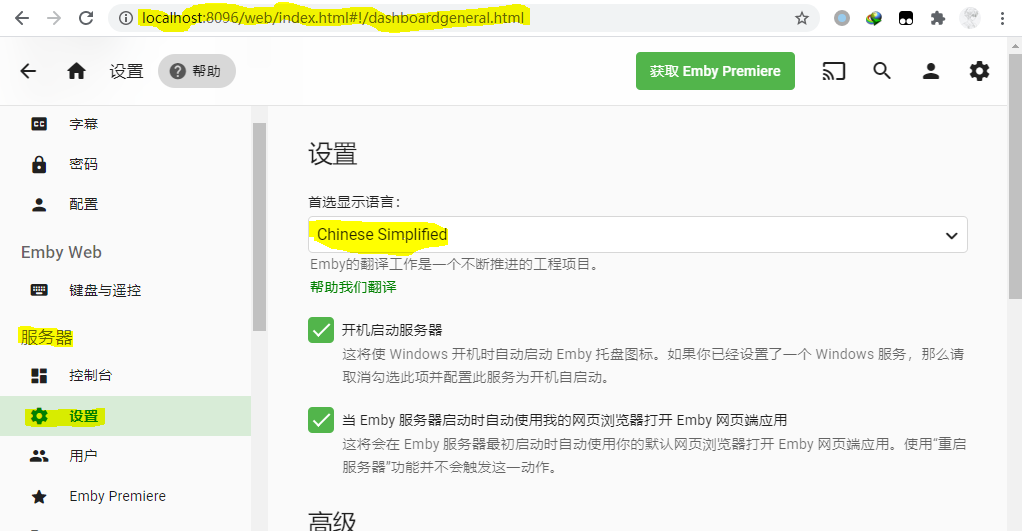 localhost:8096/web/index.html#!/dashboardgeneral.html
设置
帮助
获取 Emby Premiere
字幕
密码
配置
Emby Web
键盘与遥控
服务器
控制台
设置
用户
Emby Premiere
设置
首选显示语言：
Chinese Simplified
Emby的翻译工作是一个不断推进的工程项目。
帮助我们翻译
开机启动服务器
这将使 Windows 开机时自动启动 Emby 托盘图标。如果你已经设置了一个 Windows 服务，那么请
取消勾选此项并配置此服务为开机自启动。
当 Emby 服务器启动时自动使用我的网页浏览器打开 Emby 网页端应用
这将会在 Emby 服务器最初启动时自动使用你的默认网页浏览器打开 Emby 网页端应用。使用“重启
服务器”功能并不会触发这一动作。
高级